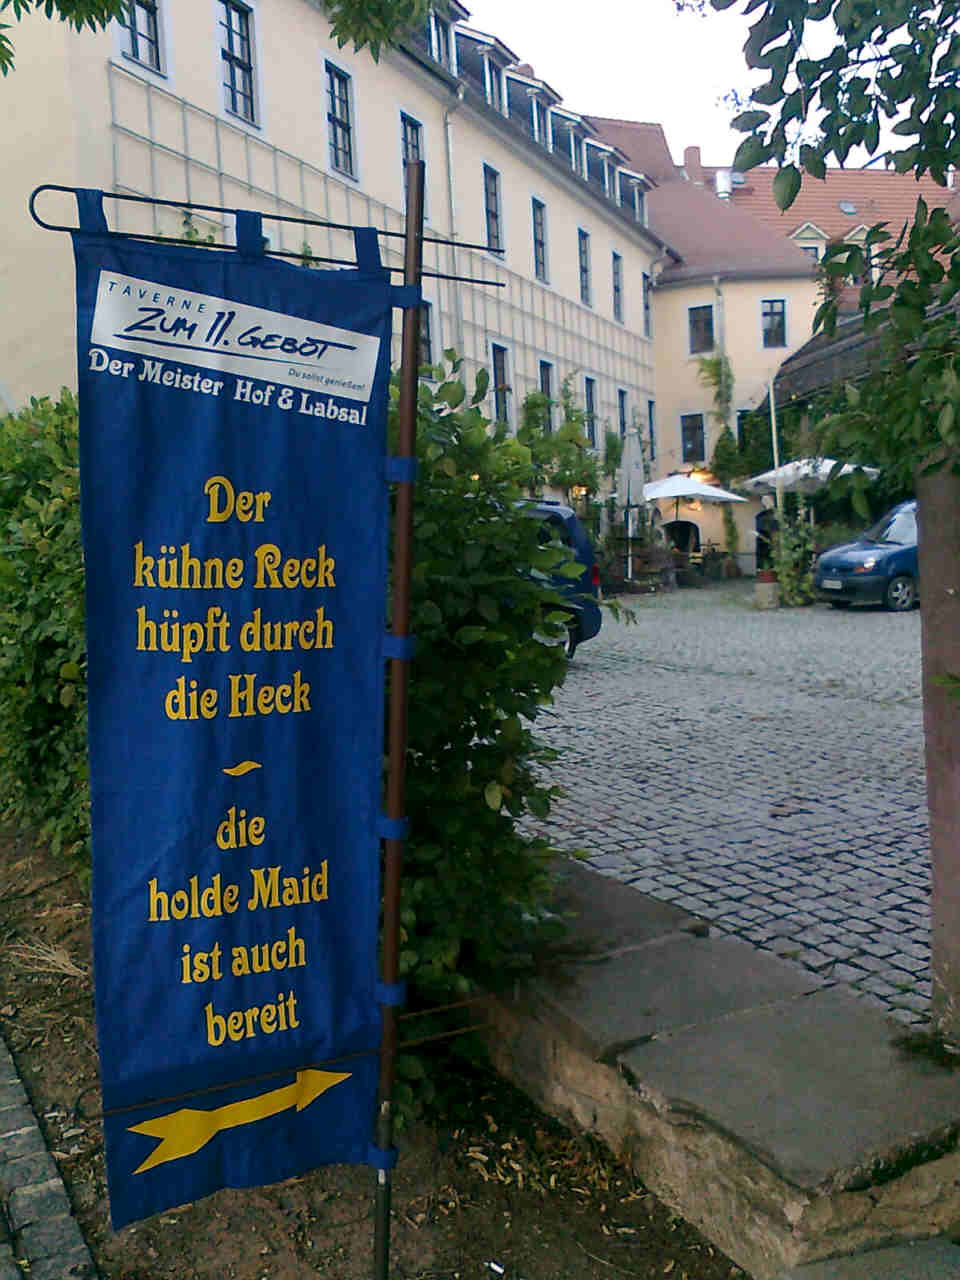 TAVERNE
ZUM 11. GEBOT
Du sollst genießen!
Der Meister Hof & Labsal
Der
kühne Reck
hüpft durch
die Heck
~
die
holde Maid
ist auch
bereit